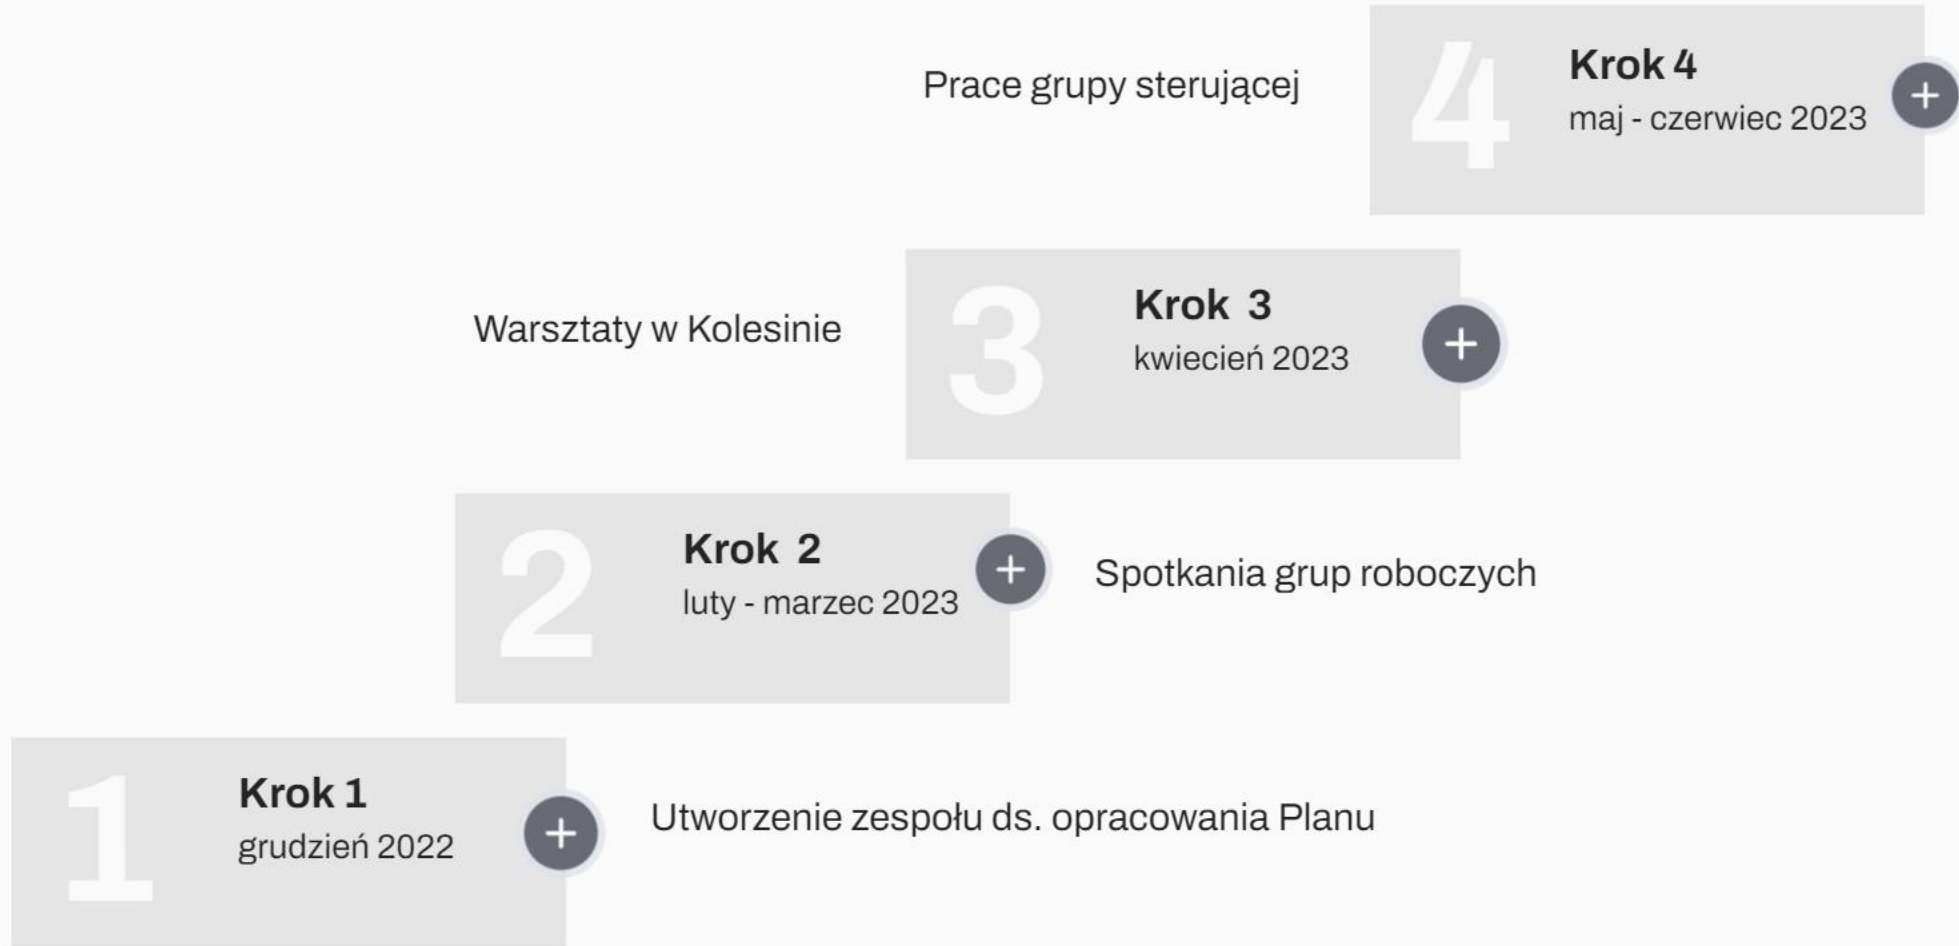 Prace grupy sterującej
4
Krok 4
maj - czerwiec 2023
+
Warsztaty w Kolesinie
3
Krok 3
kwiecień 2023
+
2
Krok 2
luty - marzec 2023
+
Spotkania grup roboczych
1
Krok 1
grudzień 2022
+
Utworzenie zespołu ds. opracowania Planu